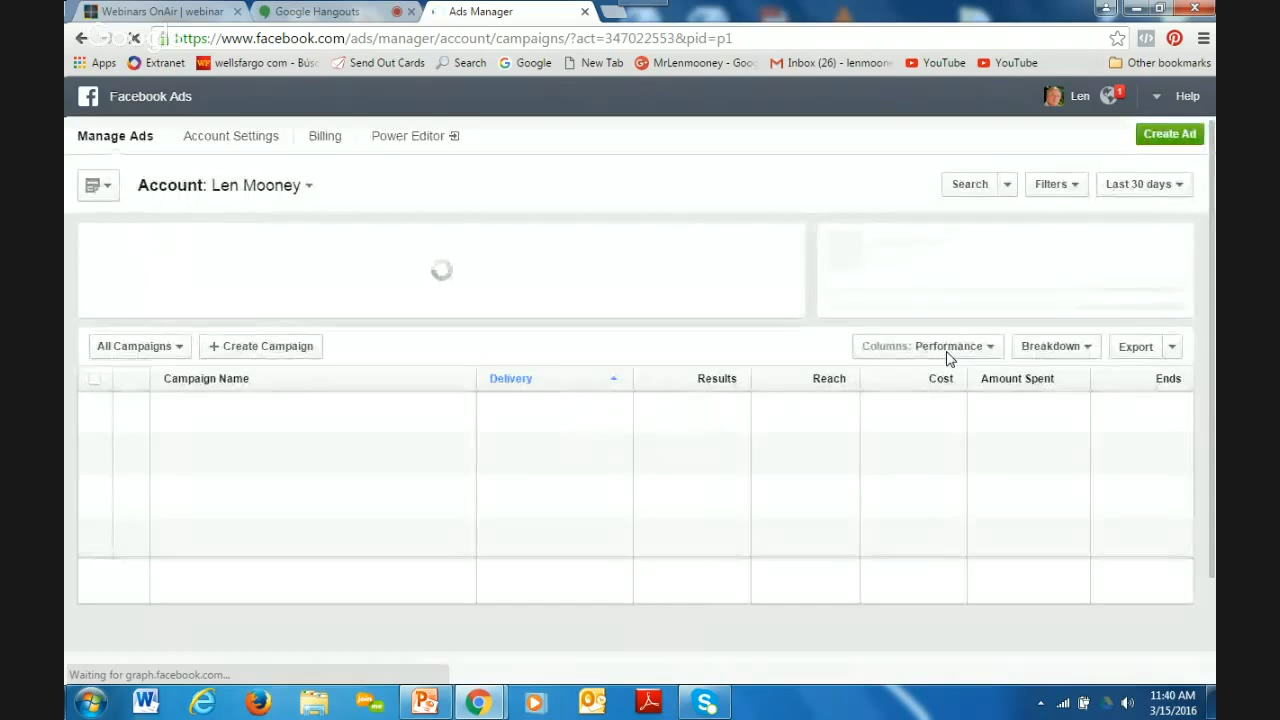 Webinars OnAir | webinar
Google Hangouts
Ads Manager
https://www.facebook.com/ads/manager/account/campaigns/?act=347022553&pid=p1
Apps
Extranet
wellsfargo com - Búsc
Send Out Cards
Search
Google
New Tab
MrLenmooney - Goo
Inbox (26) - lenmoon
YouTube
YouTube
Other bookmarks
Facebook Ads
Len
1
Help
Manage Ads
Account Settings
Billing
Power Editor
Create Ad
Account: Len Mooney
Search
Filters
Last 30 days
All Campaigns
+ Create Campaign
Columns: Performance
Breakdown
Export
Campaign Name
Delivery
Results
Reach
Cost
Amount Spent
Ends
Waiting for graph.facebook.com...
11:40 AM
3/15/2016